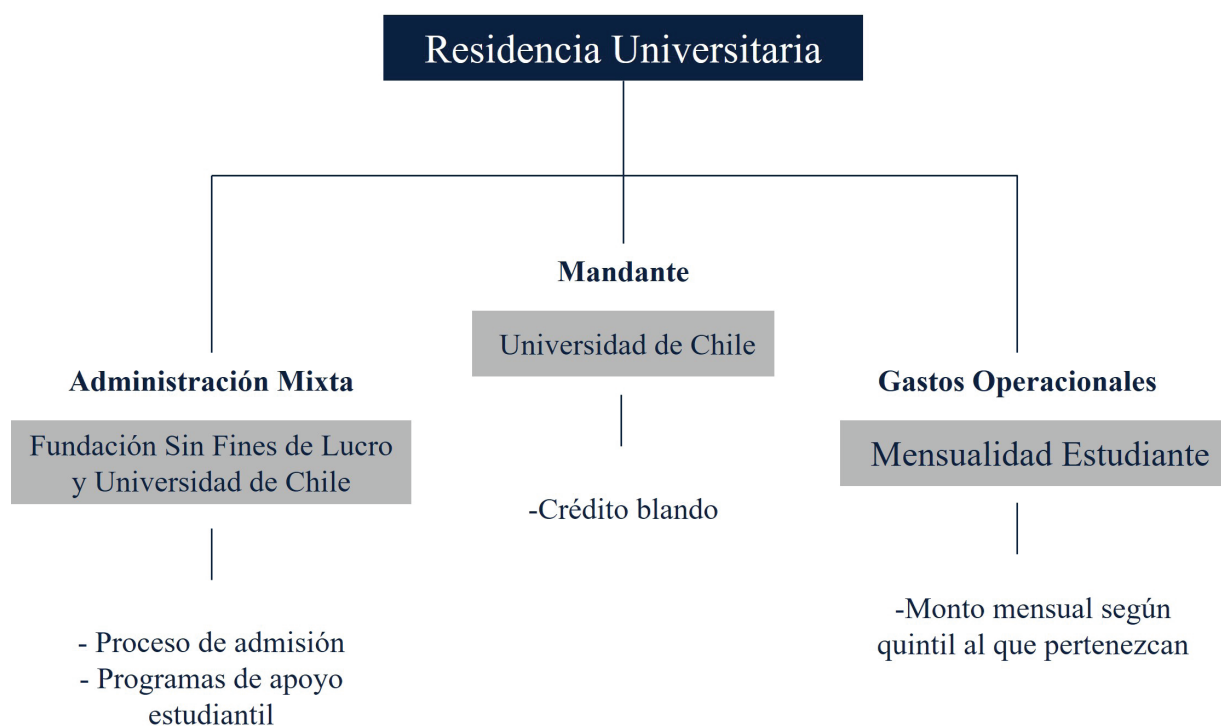 Residencia Universitaria
Administración Mixta
Fundación Sin Fines de Lucro
y Universidad de Chile
- Proceso de admisión
- Programas de apoyo
estudiantil
Mandante
Universidad de Chile
-Crédito blando
Gastos Operacionales
Mensualidad Estudiante
-Monto mensual según
quintil al que pertenezcan